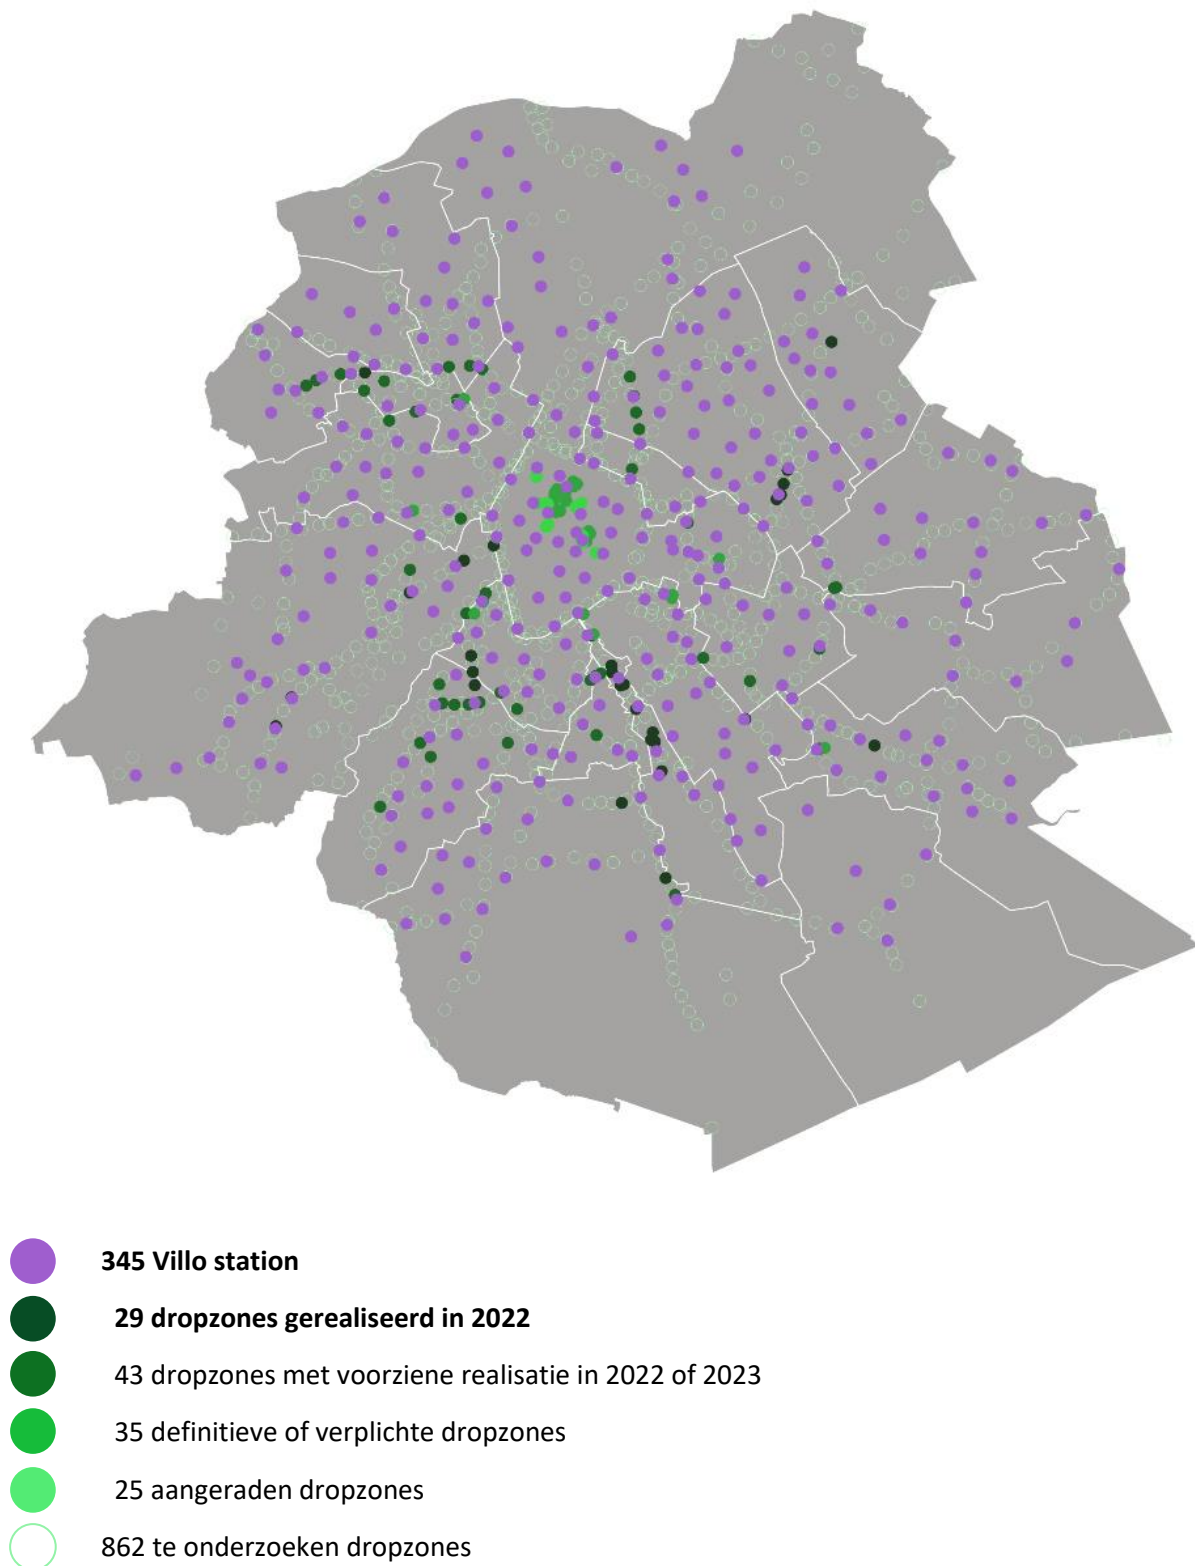 345 Villo station
29 dropzones gerealiseerd in 2022
43 dropzones met voorziene realisatie in 2022 of 2023
35 definitieve of verplichte dropzones
25 aangeraden dropzones
862 te onderzoeken dropzones